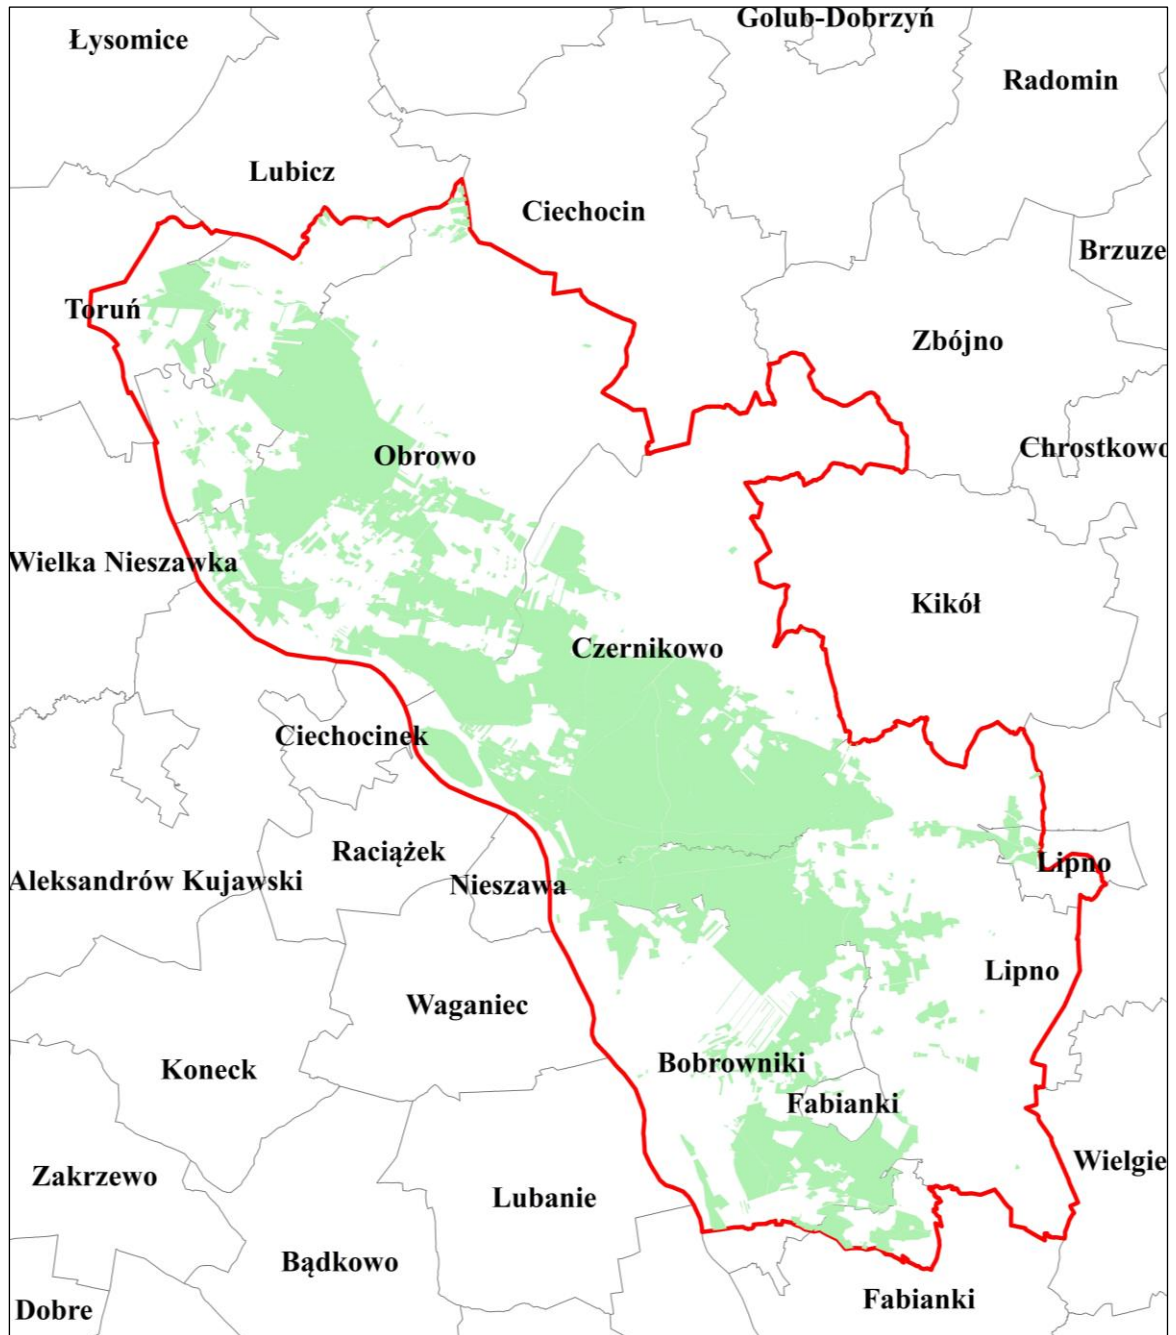 Golub-Dobrzyń
Łysomice
Radomin
Lubicz
Ciechocin
Brzuze
Toruń
Zbójno
Obrowo
Chrostkowo
Wielka Nieszawka
Kikół
Czernikowo
Ciechocinek
Raciążek
Lipno
Aleksandrów Kujawski
Nieszawa
Lipno
Waganiec
Koneck
Bobrowniki
Fabianki
Zakrzewo
Wielgie
Lubanie
Bądkowo
Fabianki
Dobre